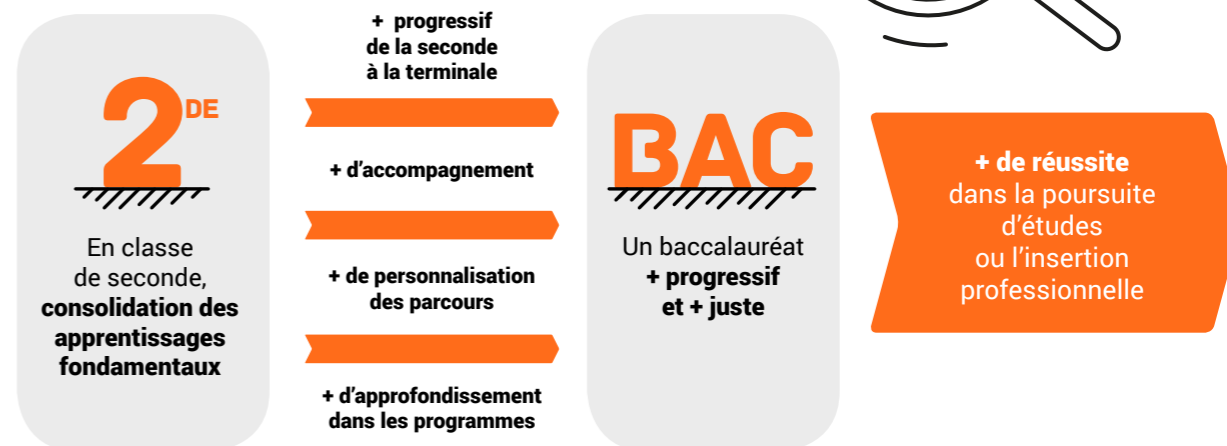 2DE
En classe
de seconde,
consolidation des
apprentissages
fondamentaux
+ progressif
de la seconde
à la terminale
+ d'accompagnement
+ de personnalisation
des parcours
+ d'approfondissement
dans les programmes
BAC
Un baccalauréat
+ progressif
et + juste
+ de réussite
dans la poursuite
d'études
ou l'insertion
professionnelle